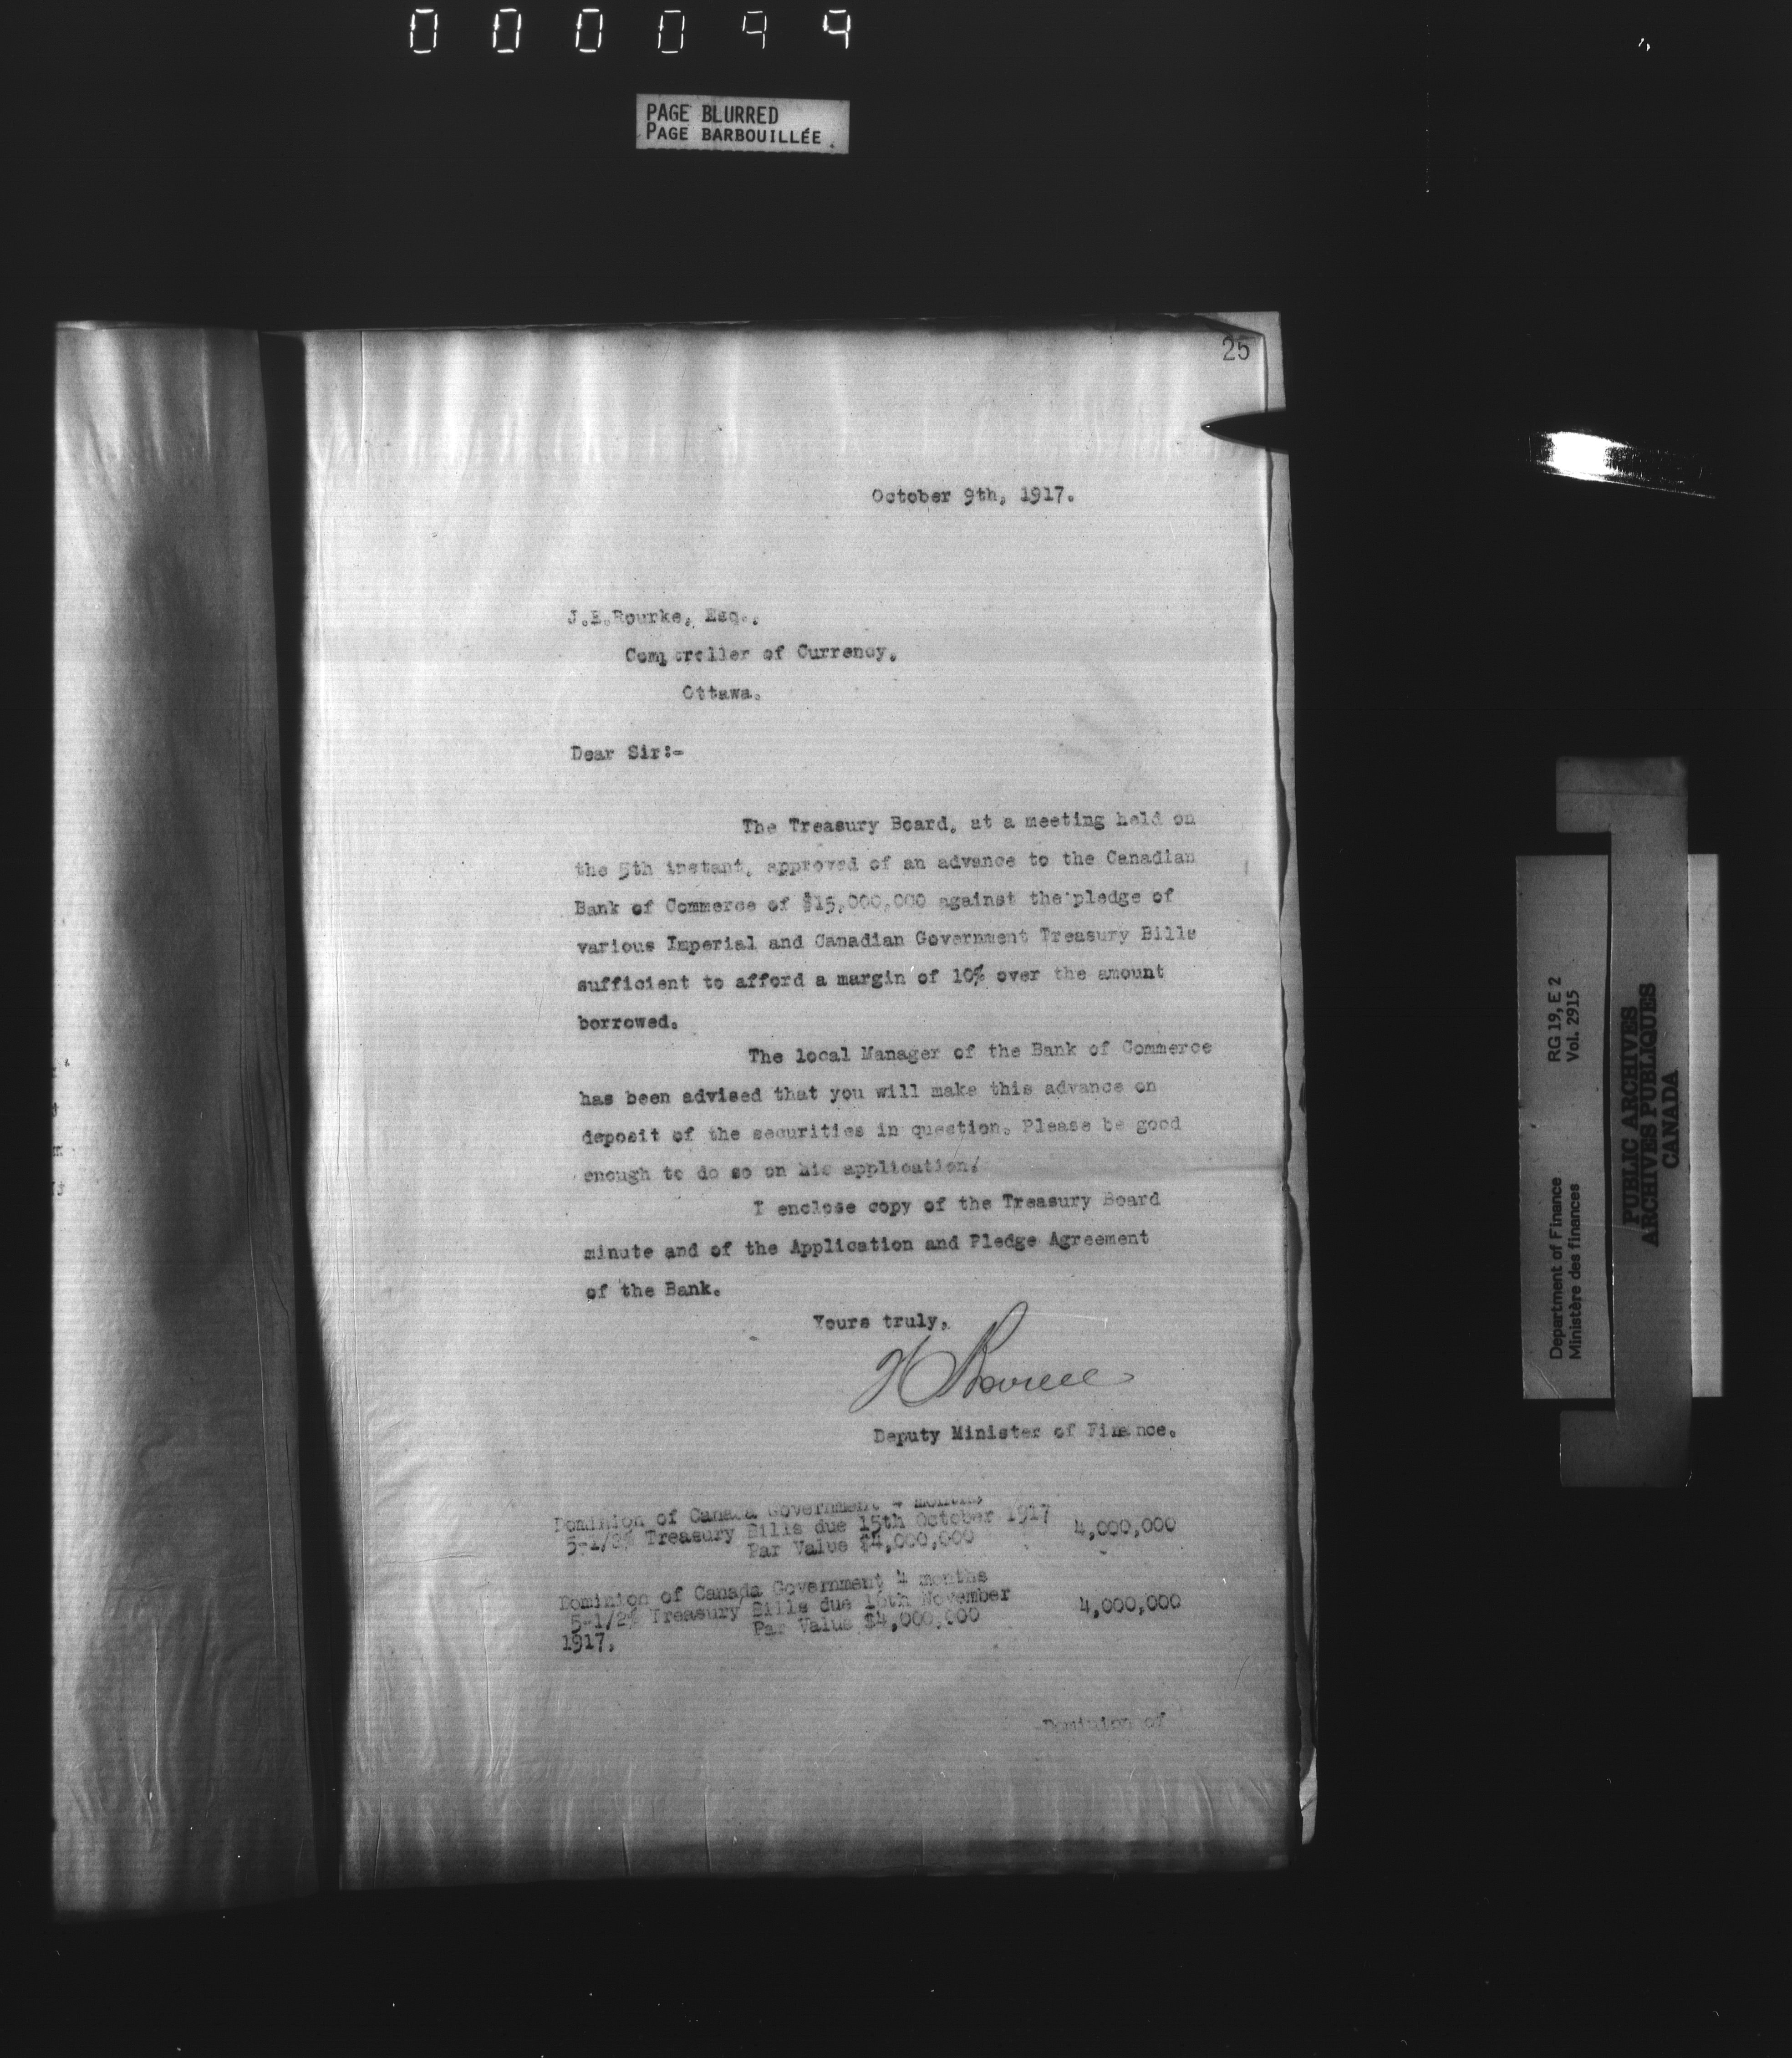 000099
PAGE BLURRED
PAGE BARBOUILLÉE
25
October 9th, 1917.
J.E.Rourke, Esq.,
Comptroller of Currency,
Ottawa.
Dear Sir:-
The Treasury Board, at a meeting held on
the 5th instant, approved of an advance to the Canadian
Bank of Commerce of $15,000,000 against the pledge of
various Imperial and Canadian Government Treasury Bills
sufficient to afford a margin of 10% over the amount
borrowed.
The local Manager of the Bank of Commerce
has been advised that you will make this advance on
deposit of the securities in question. Please be good
enough to do so on his application.
I enclose copy of the Treasury Board
minute and of the Application and Pledge Agreement
of the Bank.
Yours truly,
Deputy Minister of Finance.
Dominion of Canada Government 4 months
5-1/2% Treasury Bills due 15th October 1917
Par Value $4,000,000 4,000,000
Dominion of Canada Government 4 months
5-1/2% Treasury Bills due 15th November
1917. Par Value $4,000,000 4,000,000
Dominion of
Department of Finance RG 19, E 2
Ministère des finances Vol. 2915
PUBLIC ARCHIVES
ARCHIVES PUBLIQUES
CANADA